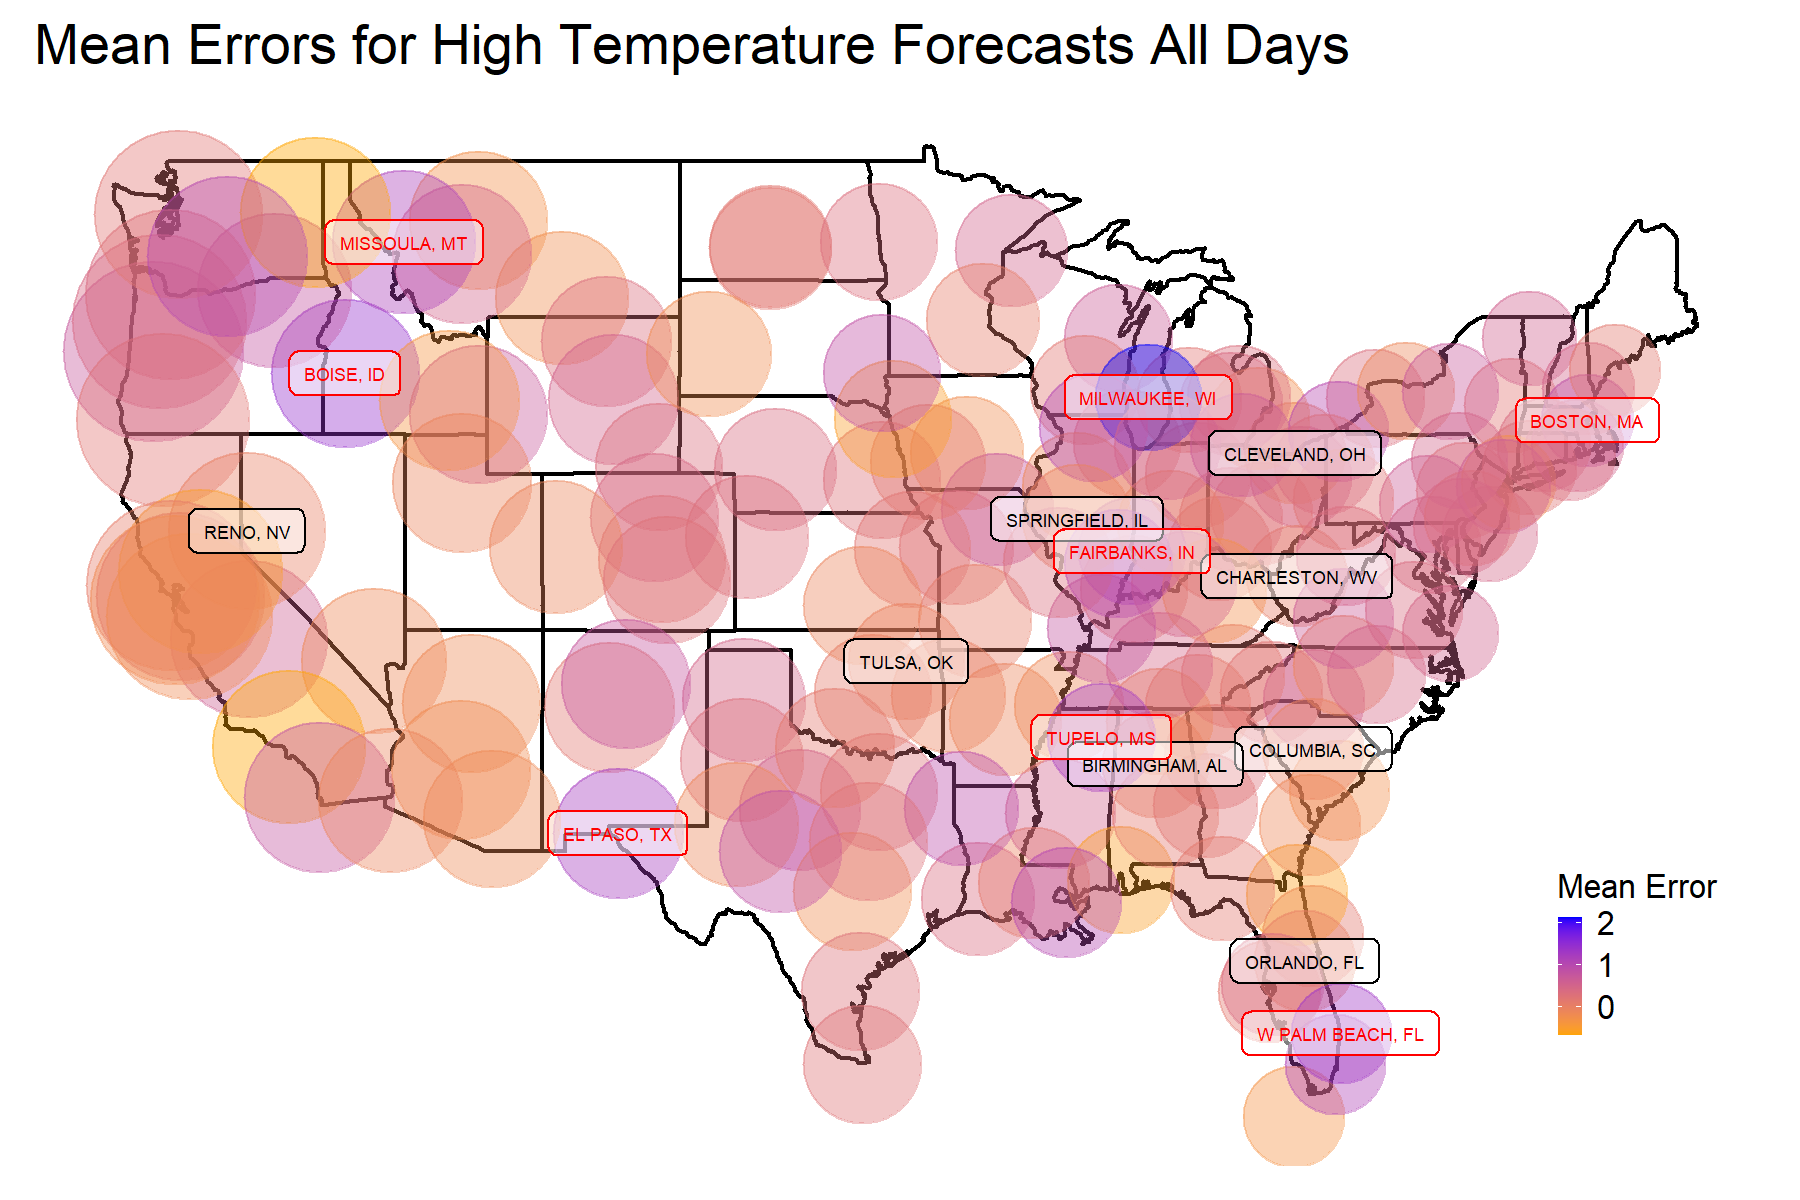 Mean Errors for High Temperature Forecasts All Days
MISSOULA, MT
BOISE, ID
MILWAUKEE, WI
BOSTON, MA
CLEVELAND, OH
SPRINGFIELD, IL
RENO, NV
FAIRBANKS, IN
CHARLESTON, WV
TULSA, OK
TUPELO, MS
COLUMBIA, SC
BIRMINGHAM, AL
EL PASO, TX
Mean Error
2
1
0
ORLANDO, FL
W PALM BEACH, FL